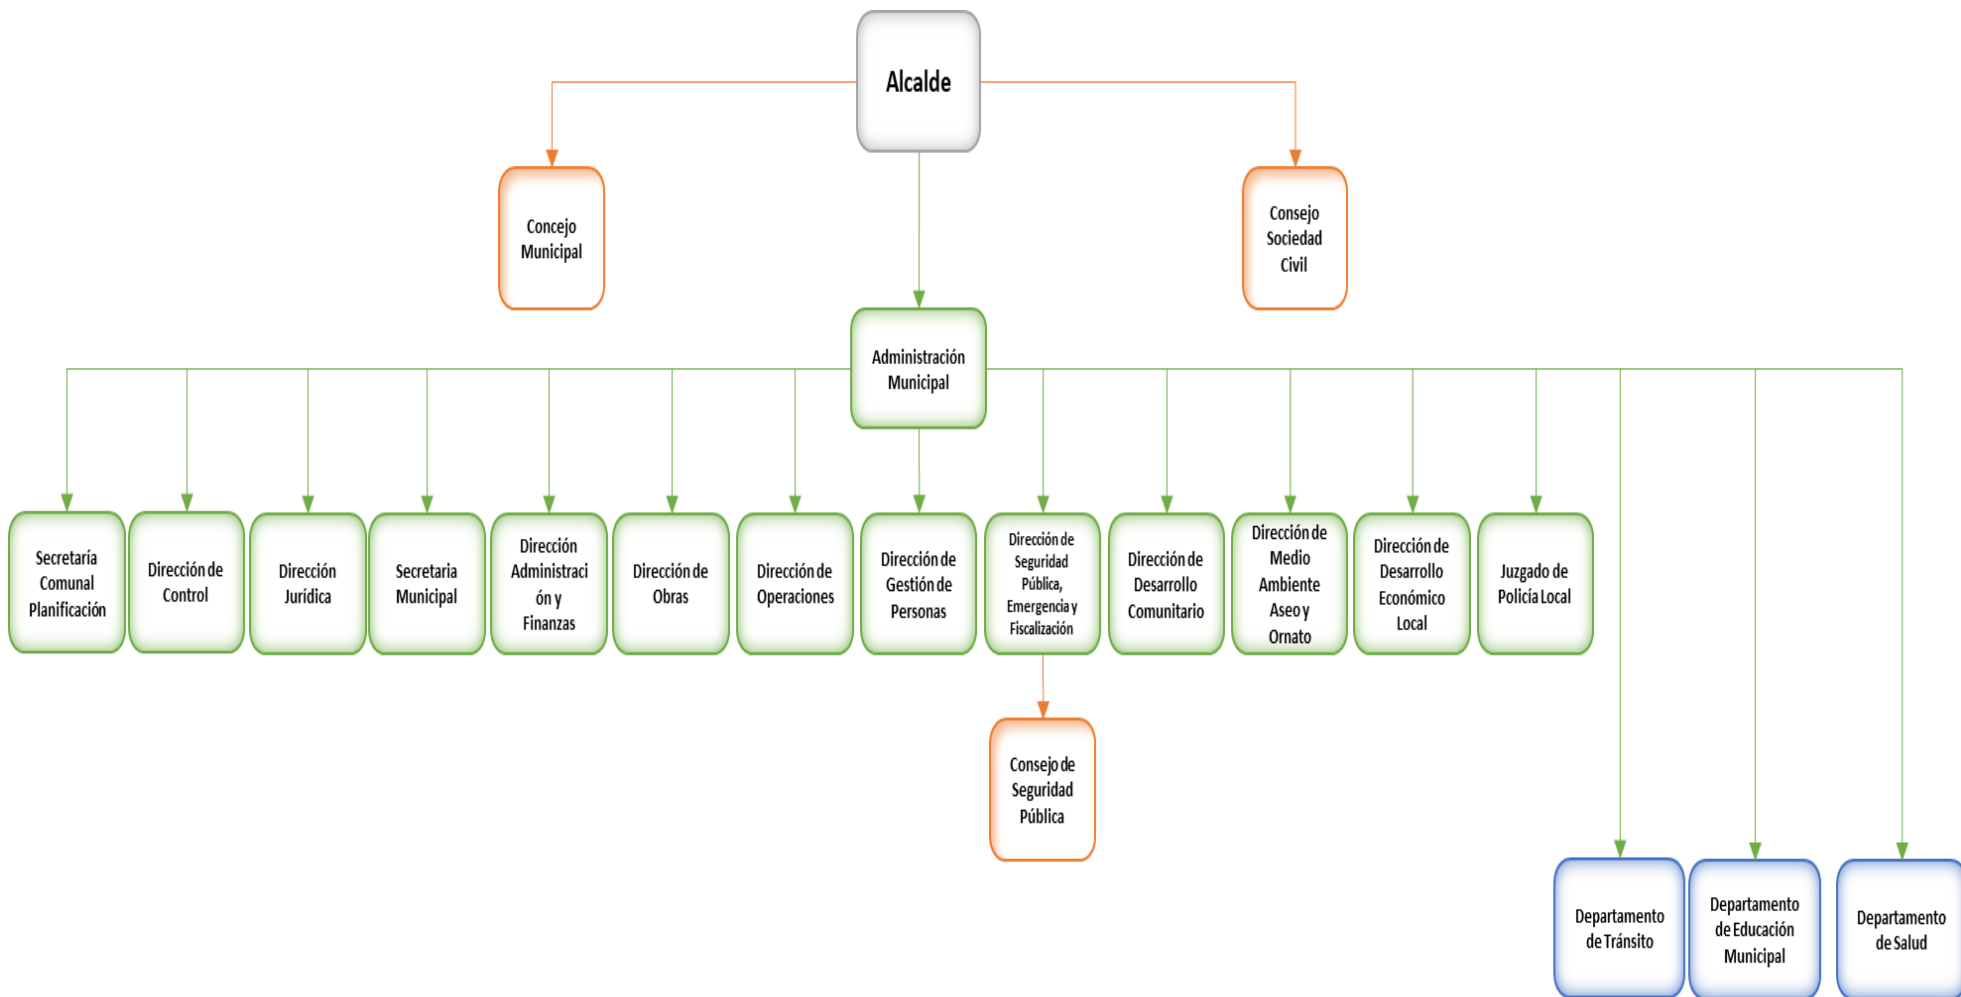 Alcalde
Concejo
Municipal
Consejo
Sociedad
Civil
Administración
Municipal
Secretaría
Comunal
Planificación
Dirección de
Control
Dirección
Jurídica
Secretaria
Municipal
Dirección
Administraci
ón y
Finanzas
Dirección de
Obras
Dirección de
Operaciones
Dirección de
Gestión de
Personas
Dirección de
Seguridad
Pública,
Emergencia y
Fiscalización
Dirección de
Desarrollo
Comunitario
Dirección de
Medio
Ambiente
Aseo y
Ornato
Dirección de
Desarrollo
Económico
Local
Juzgado de
Policía Local
Consejo de
Seguridad
Pública
Departamento
de Tránsito
Departamento
de Educación
Municipal
Departamento
de Salud